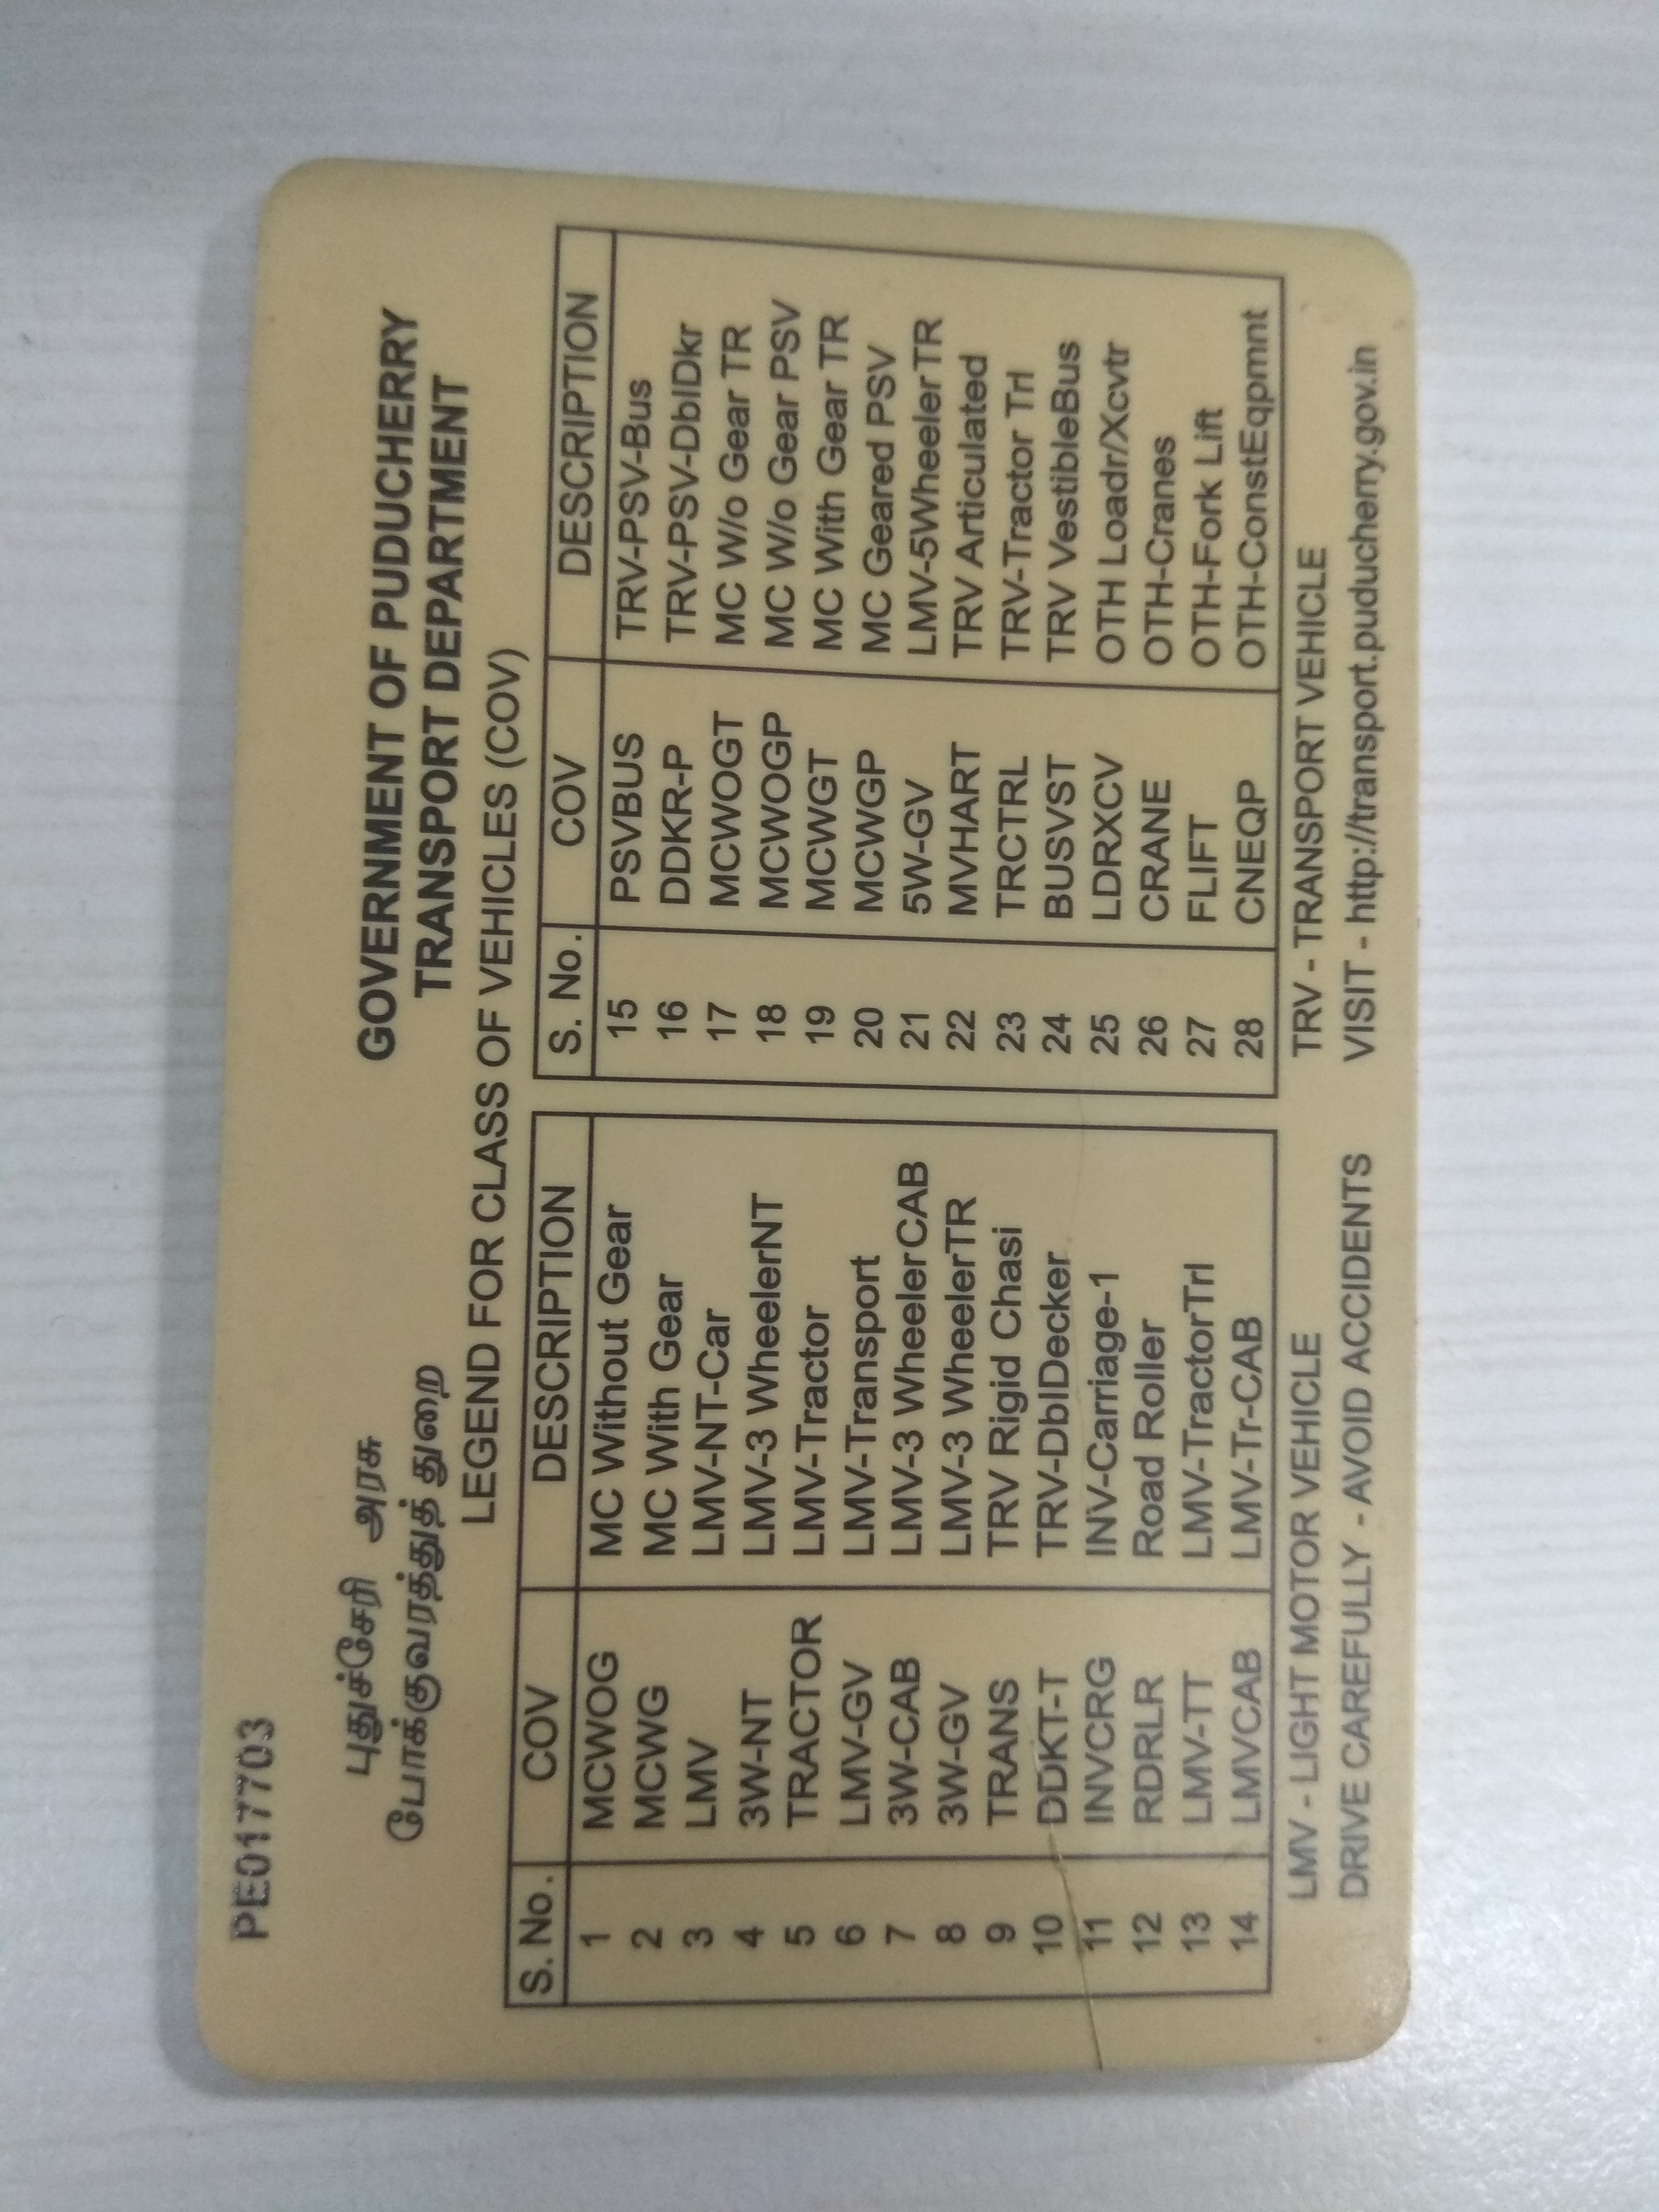 PE017703
புதுச்சேரி அரசு GOVERNMENT OF PUDUCHERRY
போக்குவரத்துத் துறை TRANSPORT DEPARTMENT
LEGEND FOR CLASS OF VEHICLES (COV)
S. No. COV DESCRIPTION S. No. COV DESCRIPTION
1 MCWOG MC Without Gear 15 PSVBUS TRV-PSV-Bus
2 MCWG MC With Gear 16 DDKR-P TRV-PSV-DblDkr
3 LMV LMV-NT-Car 17 MCWOGT MC W/o Gear TR
4 3W-NT LMV-3 WheelerNT 18 MCWOGP MC W/o Gear PSV
5 TRACTOR LMV-Tractor 19 MCWGT MC With Gear TR
6 LMV-GV LMV-Transport 20 MCWGP MC Geared PSV
7 3W-CAB LMV-3 WheelerCAB 21 5W-GV LMV-5WheelerTR
8 3W-GV LMV-3 WheelerTR 22 MVHART TRV Articulated
9 TRANS TRV Rigid Chasi 23 TRCTRL TRV-Tractor Trl
10 DDKT-T TRV-DblDecker 24 BUSVST TRV VestibleBus
11 INVCRG INV-Carriage-1 25 LDRXCV OTH Loadr/Xcvtr
12 RDRLR Road Roller 26 CRANE OTH-Cranes
13 LMV-TT LMV-TractorTrl 27 FLIFT OTH-Fork Lift
14 LMVCAB LMV-Tr-CAB 28 CNEQP OTH-ConstEqpmnt
LMV - LIGHT MOTOR VEHICLE TRV - TRANSPORT VEHICLE
DRIVE CAREFULLY - AVOID ACCIDENTS VISIT - http://transport.puducherry.gov.in